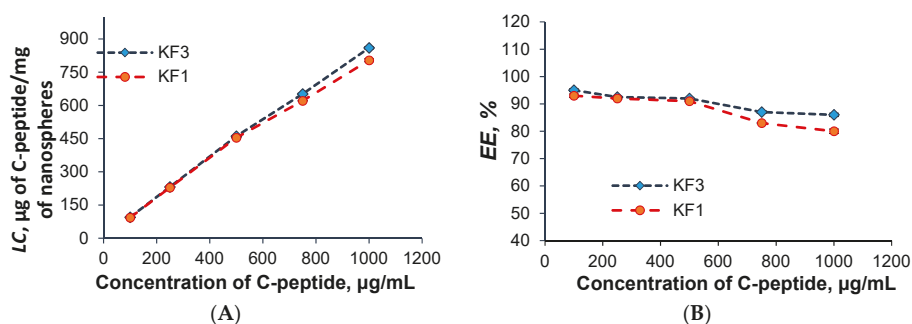 900
750
600
450
300
150
0
0 200 400 600 800 1000 1200
LC, µg of C-peptide/mg
of nanospheres
KF3
KF1
Concentration of C-peptide, µg/mL
(A)
120
110
100
90
80
70
60
50
40
0 200 400 600 800 1000 1200
EE, %
KF3
KF1
Concentration of C-peptide, µg/mL
(B)